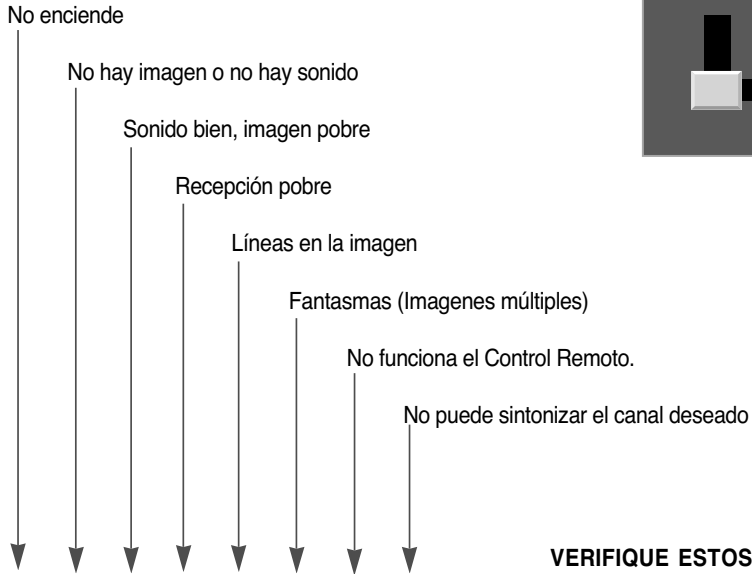 No enciende
No hay imagen o no hay sonido
Sonido bien, imagen pobre
Recepción pobre
Líneas en la imagen
Fantasmas (Imagenes múltiples)
No funciona el Control Remoto.
No puede sintonizar el canal deseado
VERIFIQUE ESTOS